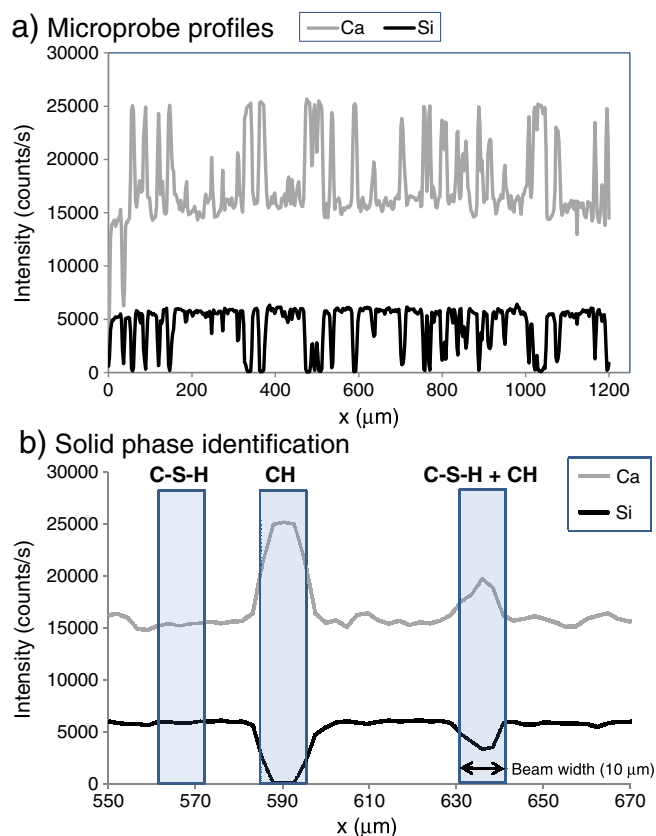 a) Microprobe profiles
Ca Si
30000
25000
20000
15000
10000
5000
0
Intensity (counts/s)
0 200 400 600 800 1000 1200
x (μm)
b) Solid phase identification
C-S-H CH C-S-H + CH
Ca
Si
30000
25000
20000
15000
10000
5000
0
Intensity (counts/s)
Beam width (10 μm)
550 570 590 610 630 650 670
x (μm)